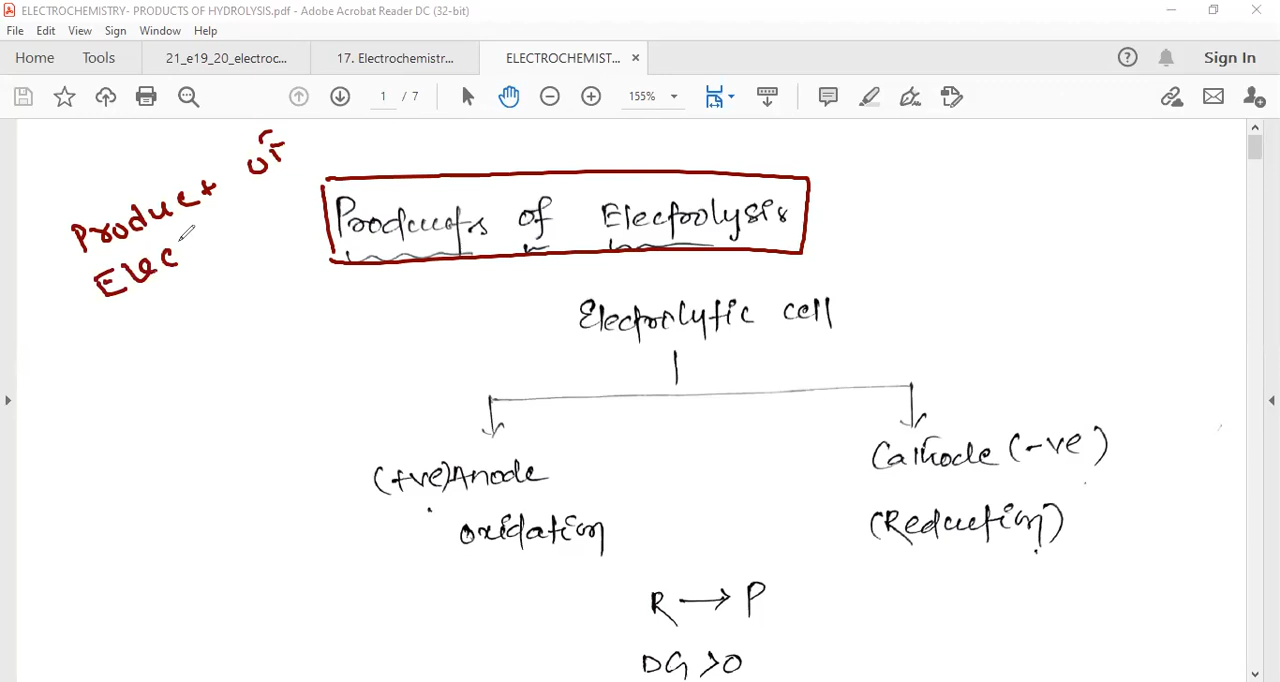 ELECTROCHEMISTRY- PRODUCTS OF HYDROLYSIS.pdf - Adobe Acrobat Reader DC (32-bit)
File Edit View Sign Window Help
Home Tools 21_e19_20_electroc... 17. Electrochemistr... ELECTROCHEMIST... × Sign In
1 / 7 155%
Product of
Elec
Products of Electrolysis
Electrolytic cell
(+ve)Anode
Cathode (-ve)
oxidation
(Reduction)
R → P
DG >0